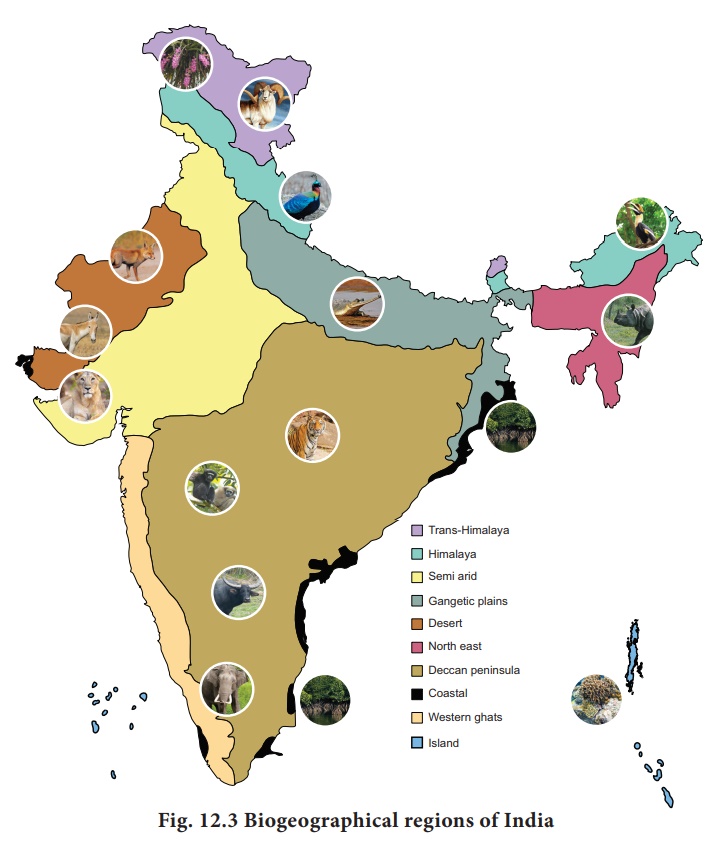 Trans-Himalaya
Himalaya
Semi arid
Gangetic plains
Desert
North east
Deccan peninsula
Coastal
Western ghats
Island
Fig. 12.3 Biogeographical regions of India